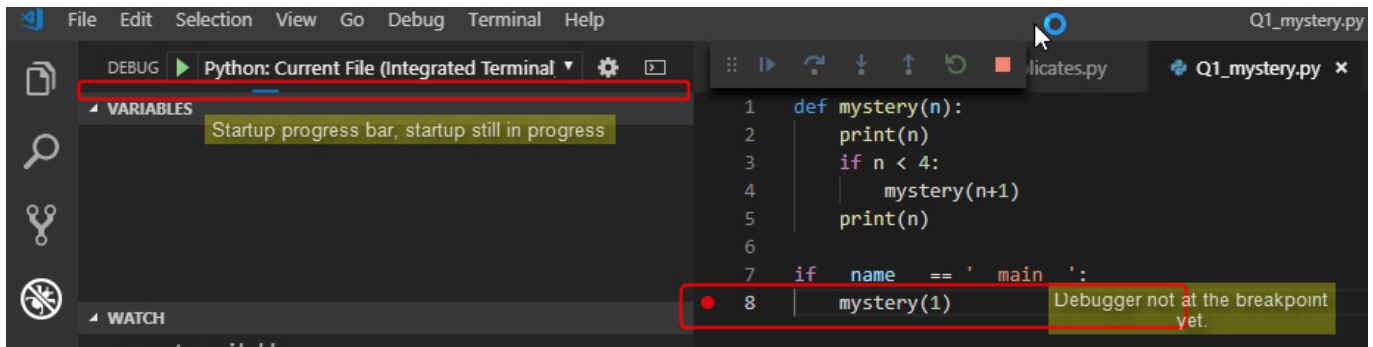 File Edit Selection View Go Debug Terminal Help Q1_mystery.py
DEBUG Python: Current File (Integrated Terminal
licates.py Q1_mystery.py ×
VARIABLES
Startup progress bar, startup still in progress
1 def mystery(n):
2 print(n)
3 if n < 4:
4 mystery(n+1)
5 print(n)
6
7 if __name__ == '__main__':
8 mystery(1)
Debugger not at the breakpoint
yet.
WATCH